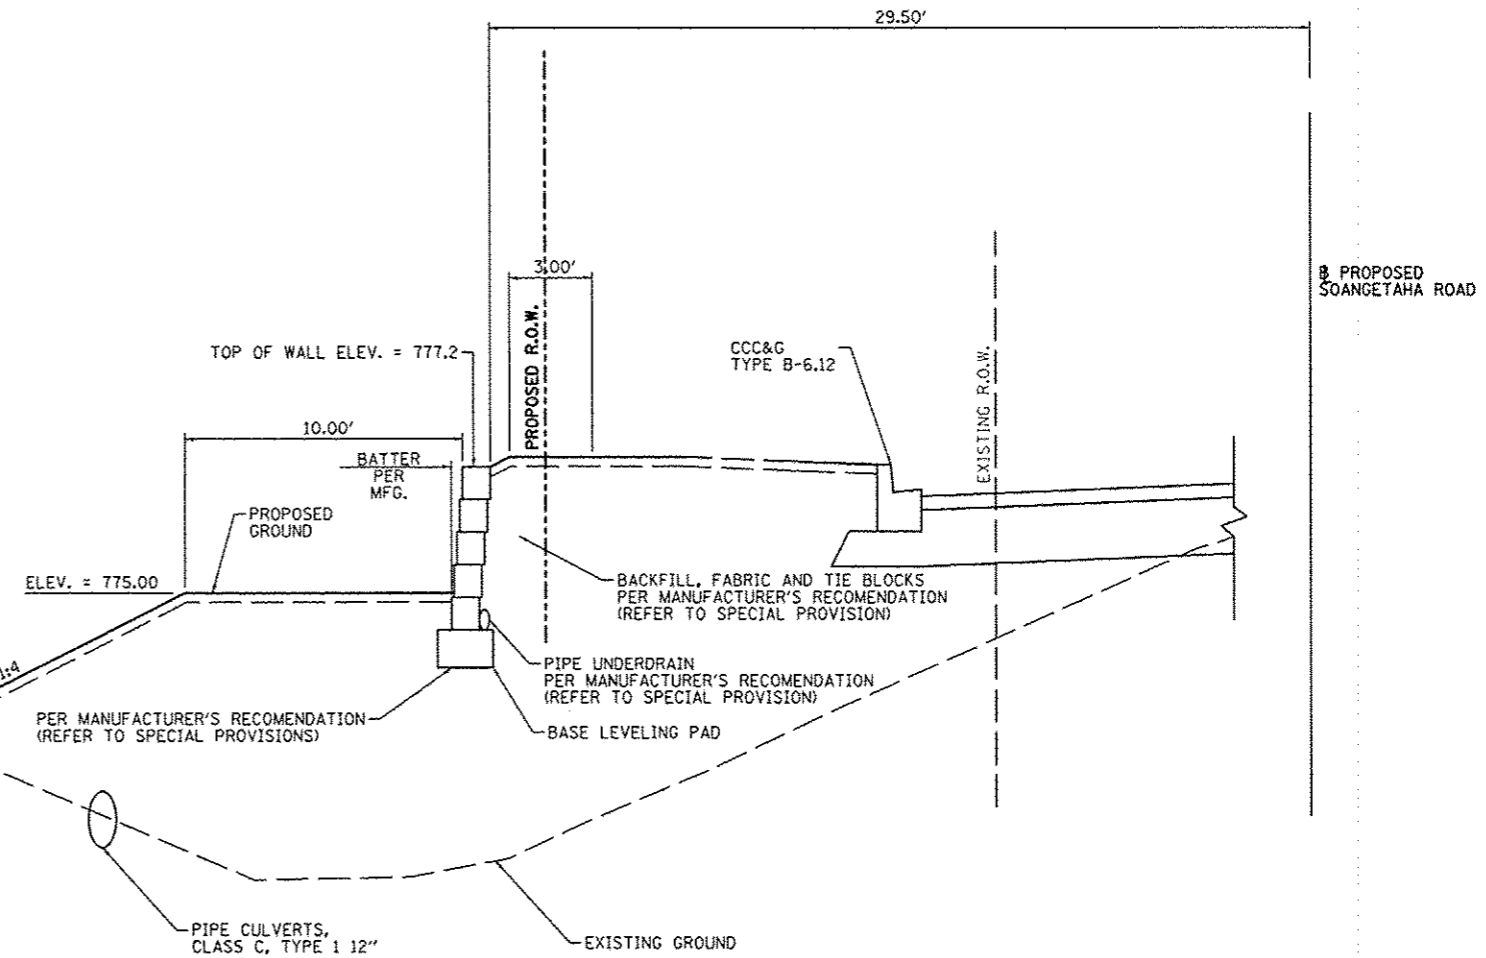 29.50'
3.00'
PROPOSED
SOANGETAHA ROAD
PROPOSED R.O.W.
TOP OF WALL ELEV. = 777.2
CCC&G
TYPE B-6.12
EXISTING R.O.W.
10.00'
BATTER
PER
MFG.
PROPOSED
GROUND
ELEV. = 775.00
BACKFILL, FABRIC AND TIE BLOCKS
PER MANUFACTURER'S RECOMENDATION
(REFER TO SPECIAL PROVISION)
1:4
PIPE UNDERDRAIN
PER MANUFACTURER'S RECOMENDATION
(REFER TO SPECIAL PROVISION)
PER MANUFACTURER'S RECOMENDATION
(REFER TO SPECIAL PROVISIONS)
BASE LEVELING PAD
PIPE CULVERTS,
CLASS C, TYPE 1 12"
EXISTING GROUND